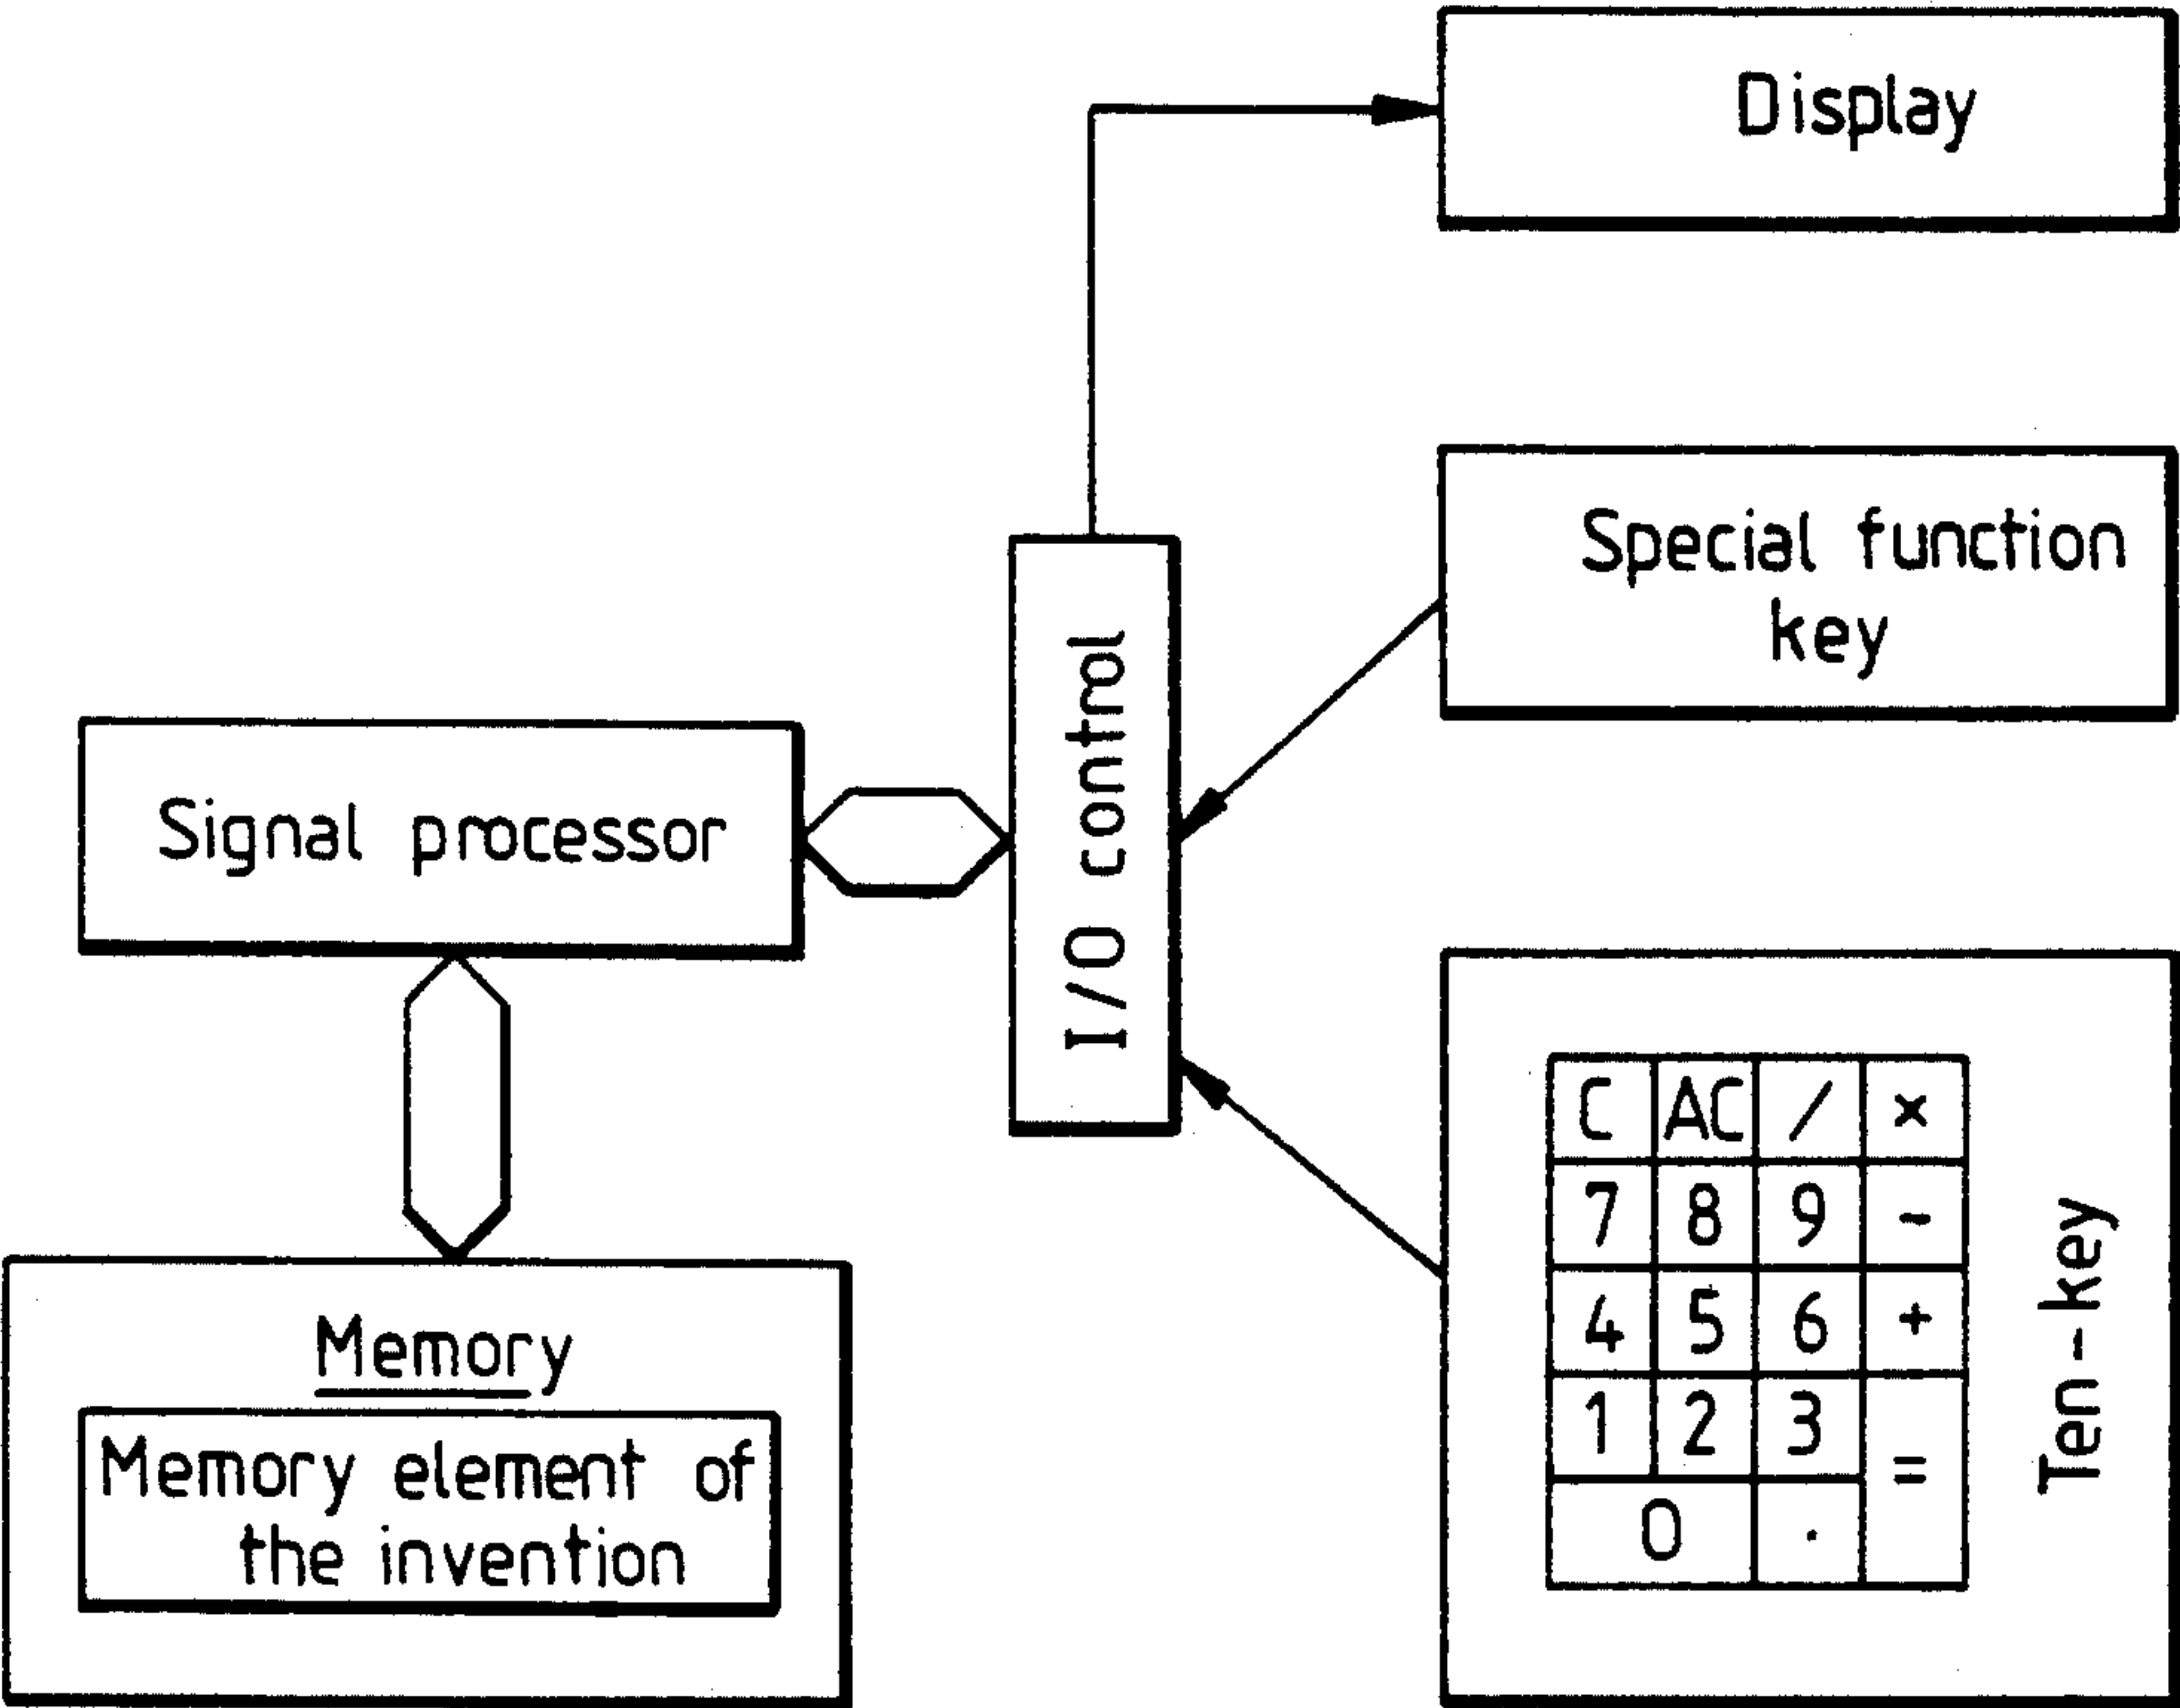 Display
Special function
key
I/O control
Signal processor
Memory
Memory element of
the invention
C AC / ×
7 8 9 -
4 5 6 +
1 2 3 =
0 .
Ten-key